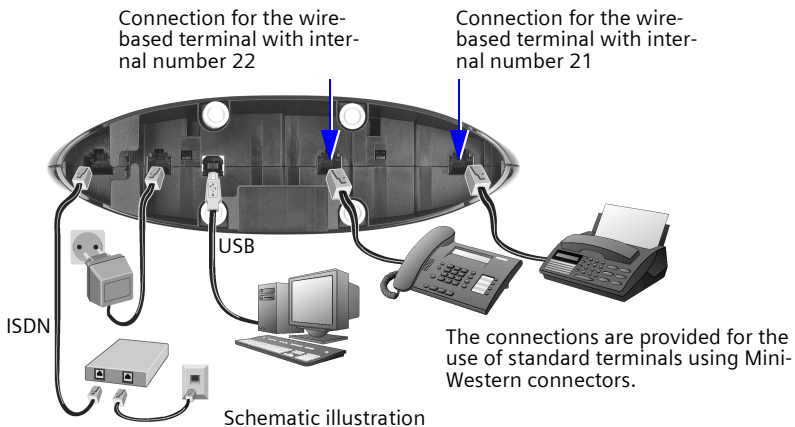 Connection for the wire-
based terminal with inter-
nal number 22
Connection for the wire-
based terminal with inter-
nal number 21
USB
ISDN
The connections are provided for the
use of standard terminals using Mini-
Western connectors.
Schematic illustration